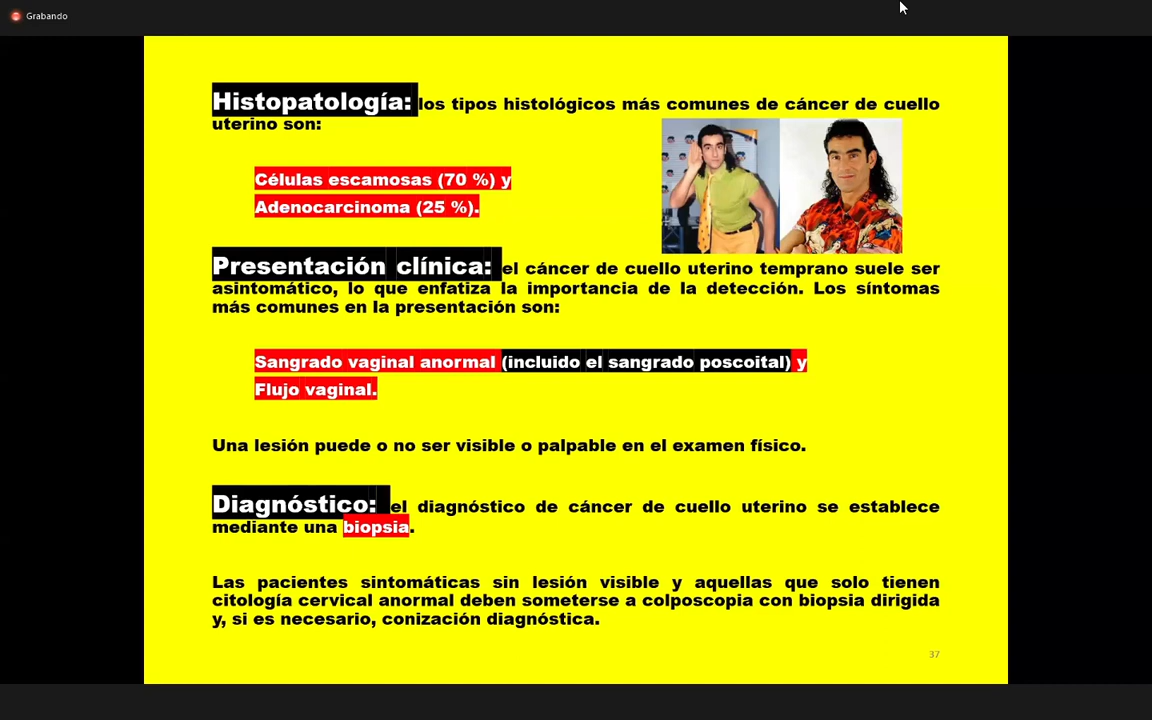 Grabando
Histopatología: los tipos histológicos más comunes de cáncer de cuello
uterino son:
Células escamosas (70 %) y
Adenocarcinoma (25 %).
Presentación clínica: el cáncer de cuello uterino temprano suele ser
asintomático, lo que enfatiza la importancia de la detección. Los síntomas
más comunes en la presentación son:
Sangrado vaginal anormal (incluido el sangrado poscoital) y
Flujo vaginal.
Una lesión puede o no ser visible o palpable en el examen físico.
Diagnóstico: el diagnóstico de cáncer de cuello uterino se establece
mediante una biopsia.
Las pacientes sintomáticas sin lesión visible y aquellas que solo tienen
citología cervical anormal deben someterse a colposcopia con biopsia dirigida
y, si es necesario, conización diagnóstica.
37